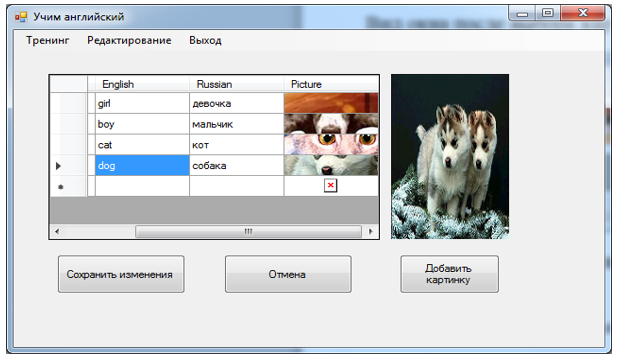 Учим английский
Тренинг Редактирование Выход
English Russian Picture
girl девочка
boy мальчик
cat кот
dog собака
Сохранить изменения
Отмена
Добавить
картинку